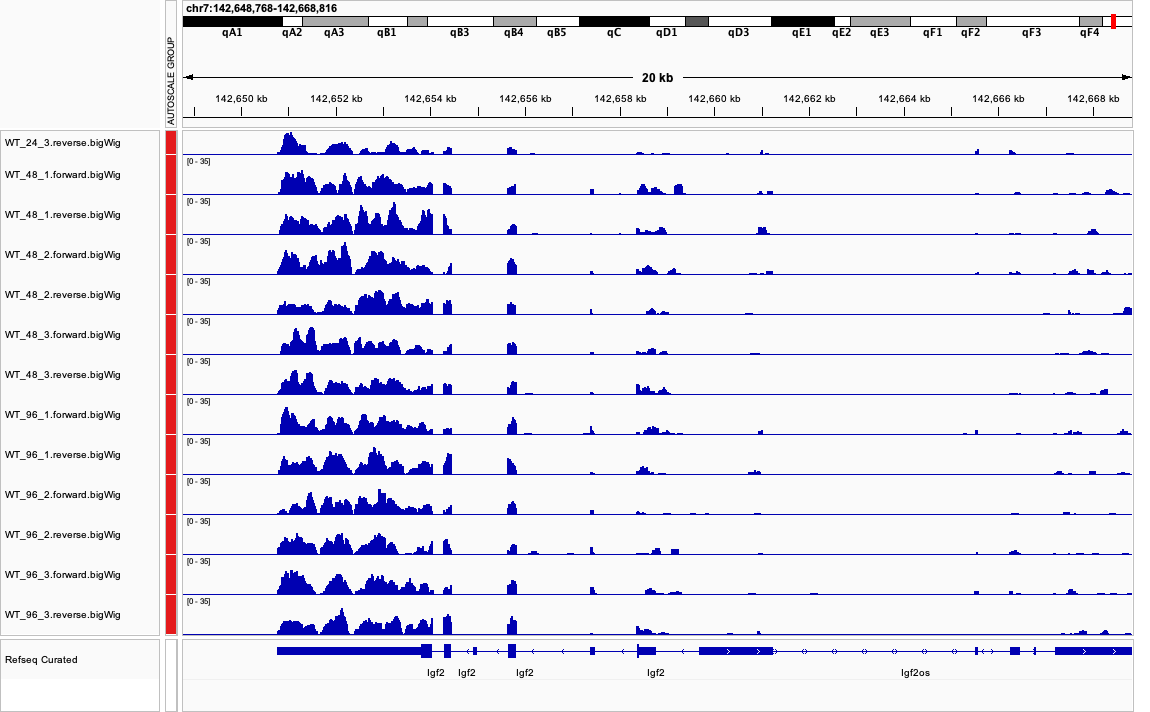 chr7:142,648,768-142,668,816
qA1 qA2 qA3 qB1 qB3 qB4 qB5 qC qD1 qD3 qE1 qE2 qE3 qF1 qF2 qF3 qF4
AUTOSCALE GROUP
20 kb
142,650 kb 142,652 kb 142,654 kb 142,656 kb 142,658 kb 142,660 kb 142,662 kb 142,664 kb 142,666 kb 142,668 kb
WT_24_3.reverse.bigWig
[0 - 35]
WT_48_1.forward.bigWig
[0 - 35]
WT_48_1.reverse.bigWig
[0 - 35]
WT_48_2.forward.bigWig
[0 - 35]
WT_48_2.reverse.bigWig
[0 - 35]
WT_48_3.forward.bigWig
[0 - 35]
WT_48_3.reverse.bigWig
[0 - 35]
WT_96_1.forward.bigWig
[0 - 35]
WT_96_1.reverse.bigWig
[0 - 35]
WT_96_2.forward.bigWig
[0 - 35]
WT_96_2.reverse.bigWig
[0 - 35]
WT_96_3.forward.bigWig
[0 - 35]
WT_96_3.reverse.bigWig
Refseq Curated
Igf2 Igf2 Igf2 Igf2 Igf2os